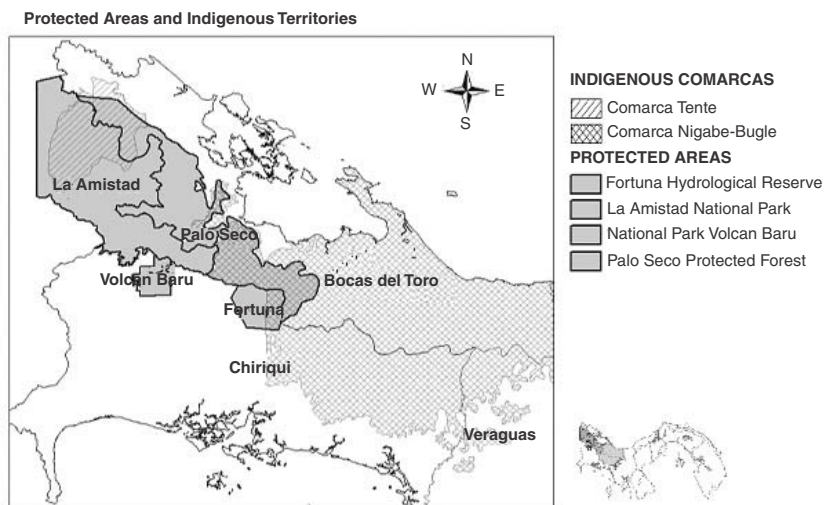 Protected Areas and Indigenous Territories
N
W E
S
La Amistad
Palo Seco
Volcan Baru
Bocas del Toro
Fortuna
Chiriqui
Veraguas
INDIGENOUS COMARCAS
Comarca Tente
Comarca Nigabe-Bugle
PROTECTED AREAS
Fortuna Hydrological Reserve
La Amistad National Park
National Park Volcan Baru
Palo Seco Protected Forest